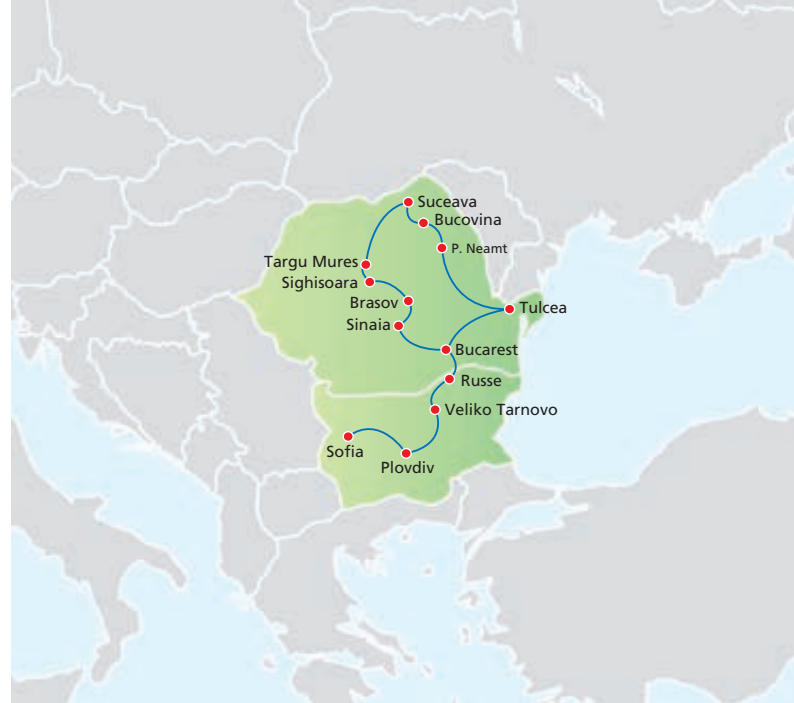 Suceava
Bucovina
P. Neamt
Targu Mures
Sighisoara
Brasov
Tulcea
Sinaia
Bucarest
Russe
Veliko Tarnovo
Sofia
Plovdiv